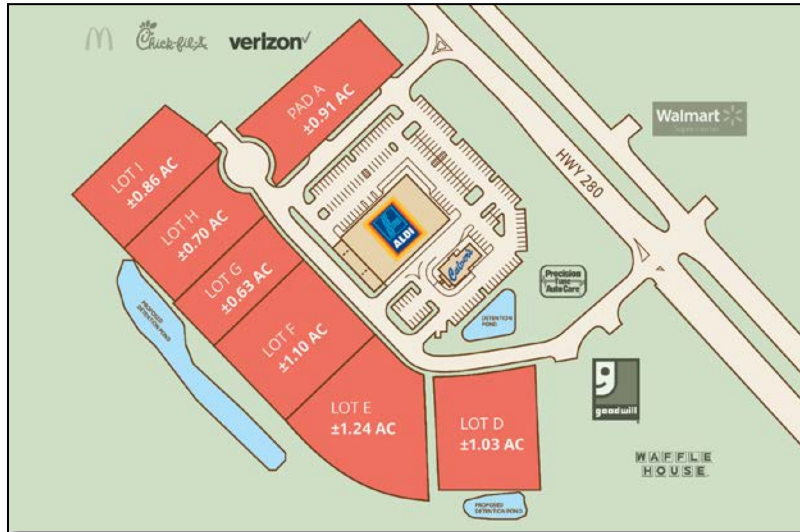 Chick-fil-A
verizon✓
PAD A
±0.91 AC
Walmart
Supercenter
LOT I
±0.86 AC
HWY 280
LOT H
±0.70 AC
ALDI
LOT G
±0.63 AC
Culver's
Precision
Tune
Auto Care
PROPOSED
DETENTION POND
DETENTION
POND
LOT F
±1.10 AC
goodwill
LOT E
±1.24 AC
LOT D
±1.03 AC
WAFFLE
HOUSE
PROPOSED
DETENTION POND